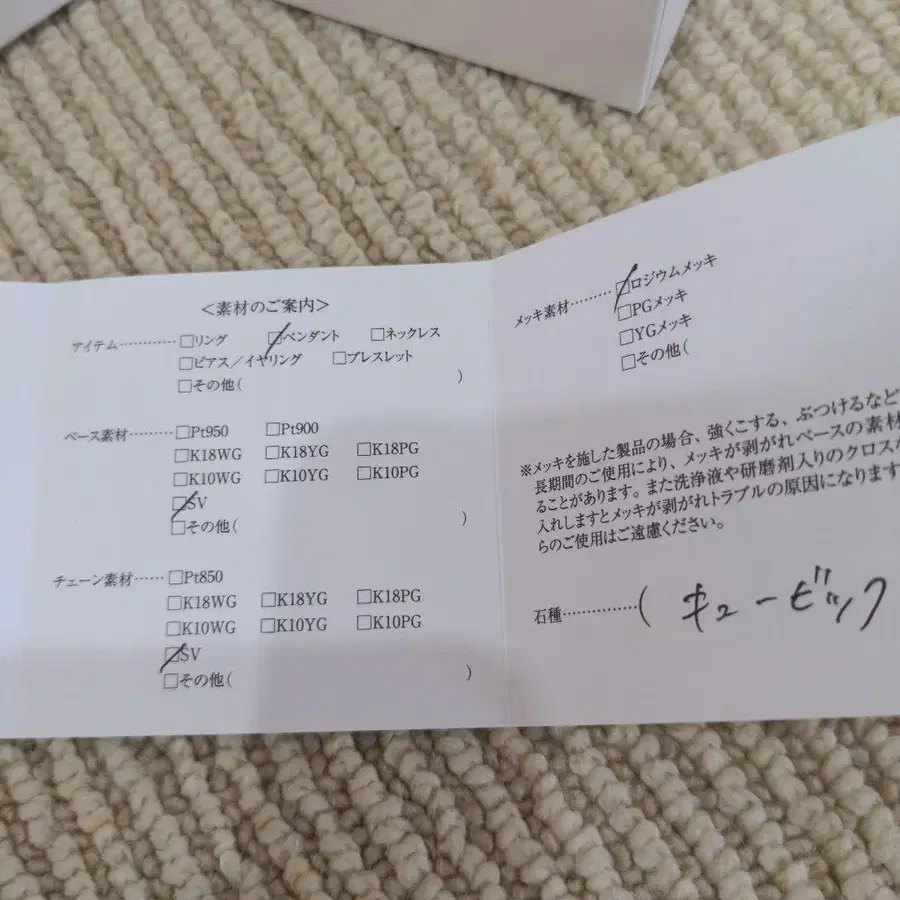 <素材のご案内>
アイテム…………□リング □ペンダント □ネックレス
□ピアス/イヤリング □ブレスレット
□その他( )
ベース素材………□Pt950 □Pt900
□K18WG □K18YG □K18PG
□K10WG □K10YG □K10PG
□SV
□その他( )
チェーン素材……□Pt850
□K18WG □K18YG □K18PG
□K10WG □K10YG □K10PG
□SV
□その他( )
メッキ素材………□ロジウムメッキ
□PGメッキ
□YGメッキ
□その他(
※メッキを施した製品の場合、強くこする、ぶつけるなど
長期間のご使用により、メッキが剥がれベースの素材
ることがあります。また洗浄液や研磨剤入りのクロス
入れしますとメッキが剥がれトラブルの原因になります
らのご使用はご遠慮ください。
石種……………( キュービック